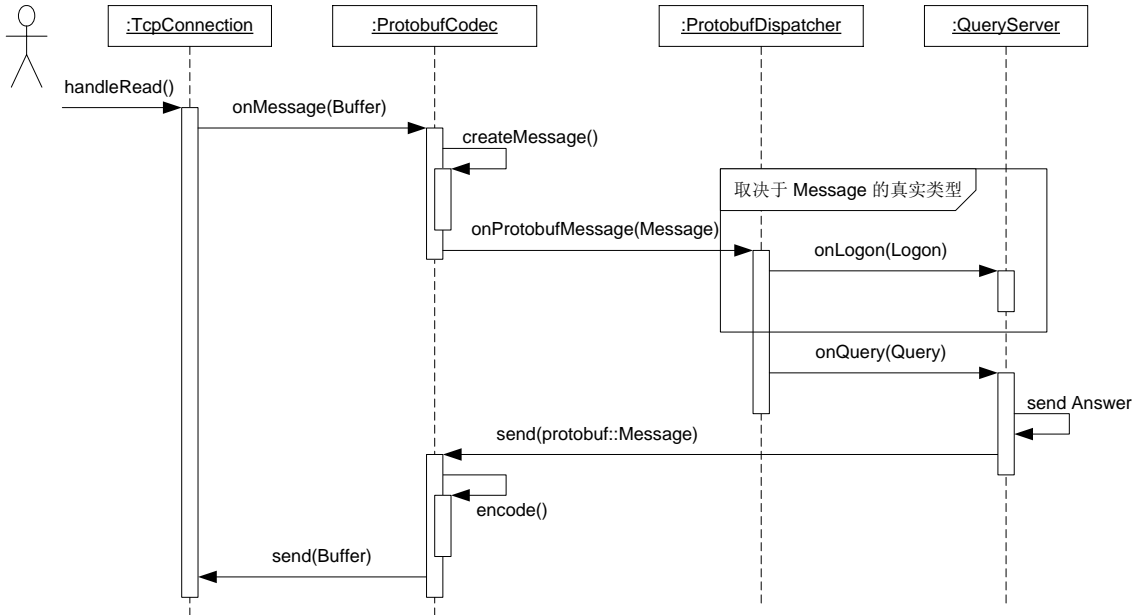 :TcpConnection
:ProtobufCodec
:ProtobufDispatcher
:QueryServer
handleRead()
onMessage(Buffer)
createMessage()
取决于 Message 的真实类型
onProtobufMessage(Message)
onLogon(Logon)
onQuery(Query)
send Answer
send(protobuf::Message)
encode()
send(Buffer)